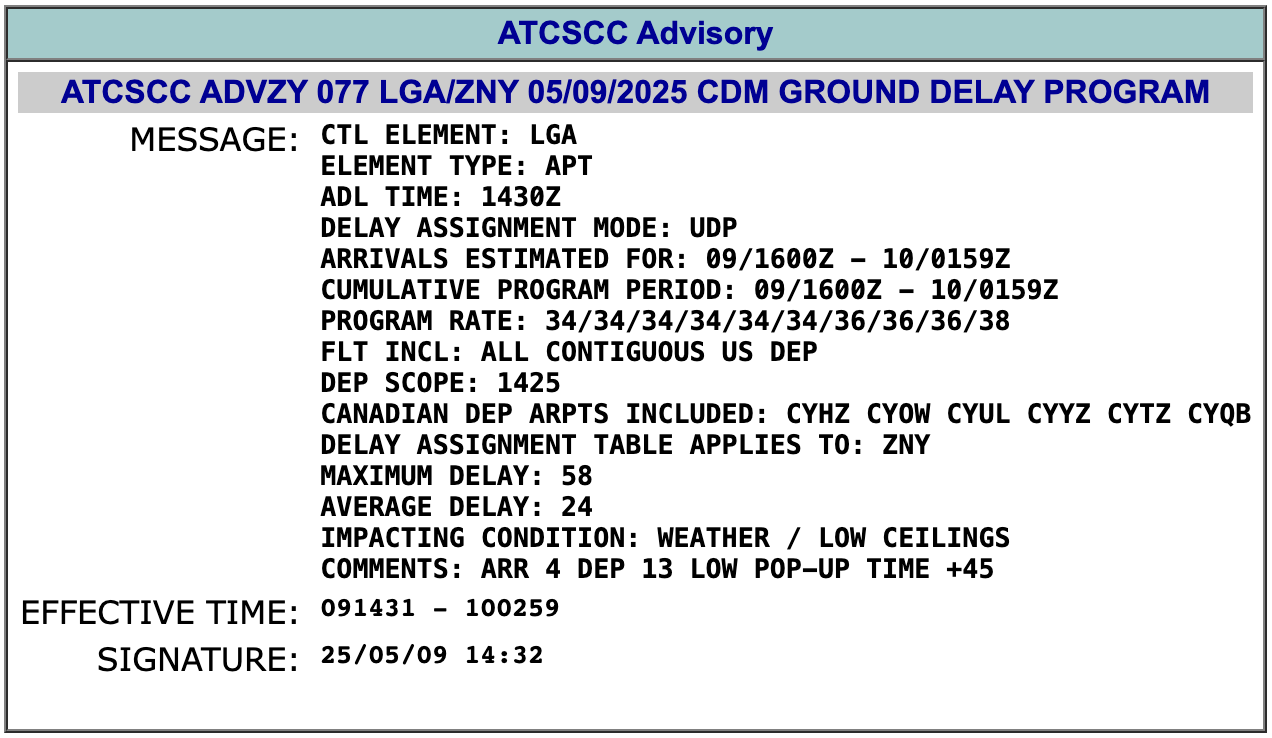 ATCSCC Advisory
ATCSCC ADVZY 077 LGA/ZNY 05/09/2025 CDM GROUND DELAY PROGRAM
MESSAGE: CTL ELEMENT: LGA
ELEMENT TYPE: APT
ADL TIME: 1430Z
DELAY ASSIGNMENT MODE: UDP
ARRIVALS ESTIMATED FOR: 09/1600Z – 10/0159Z
CUMULATIVE PROGRAM PERIOD: 09/1600Z – 10/0159Z
PROGRAM RATE: 34/34/34/34/34/34/36/36/36/38
FLT INCL: ALL CONTIGUOUS US DEP
DEP SCOPE: 1425
CANADIAN DEP ARPTS INCLUDED: CYHZ CYOW CYUL CYYZ CYTZ CYQB
DELAY ASSIGNMENT TABLE APPLIES TO: ZNY
MAXIMUM DELAY: 58
AVERAGE DELAY: 24
IMPACTING CONDITION: WEATHER / LOW CEILINGS
COMMENTS: ARR 4 DEP 13 LOW POP–UP TIME +45
EFFECTIVE TIME: 091431 – 100259
SIGNATURE: 25/05/09 14:32